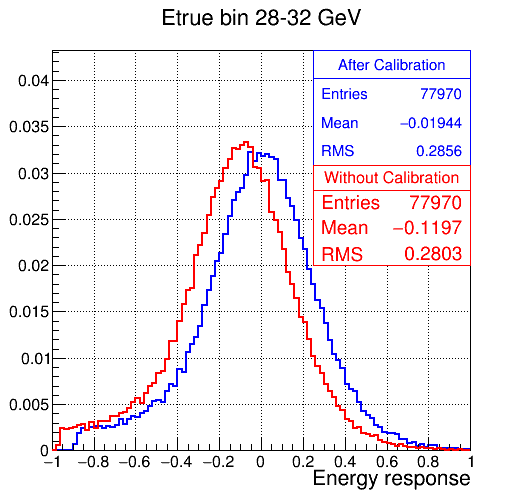 Etrue bin 28-32 GeV
After Calibration
Entries 77970
Mean −0.01944
RMS 0.2856
Without Calibration
Entries 77970
Mean −0.1197
RMS 0.2803
0.04
0.035
0.03
0.025
0.02
0.015
0.01
0.005
0
−1 −0.8 −0.6 −0.4 −0.2 0 0.2 0.4 0.6 0.8 1
Energy response